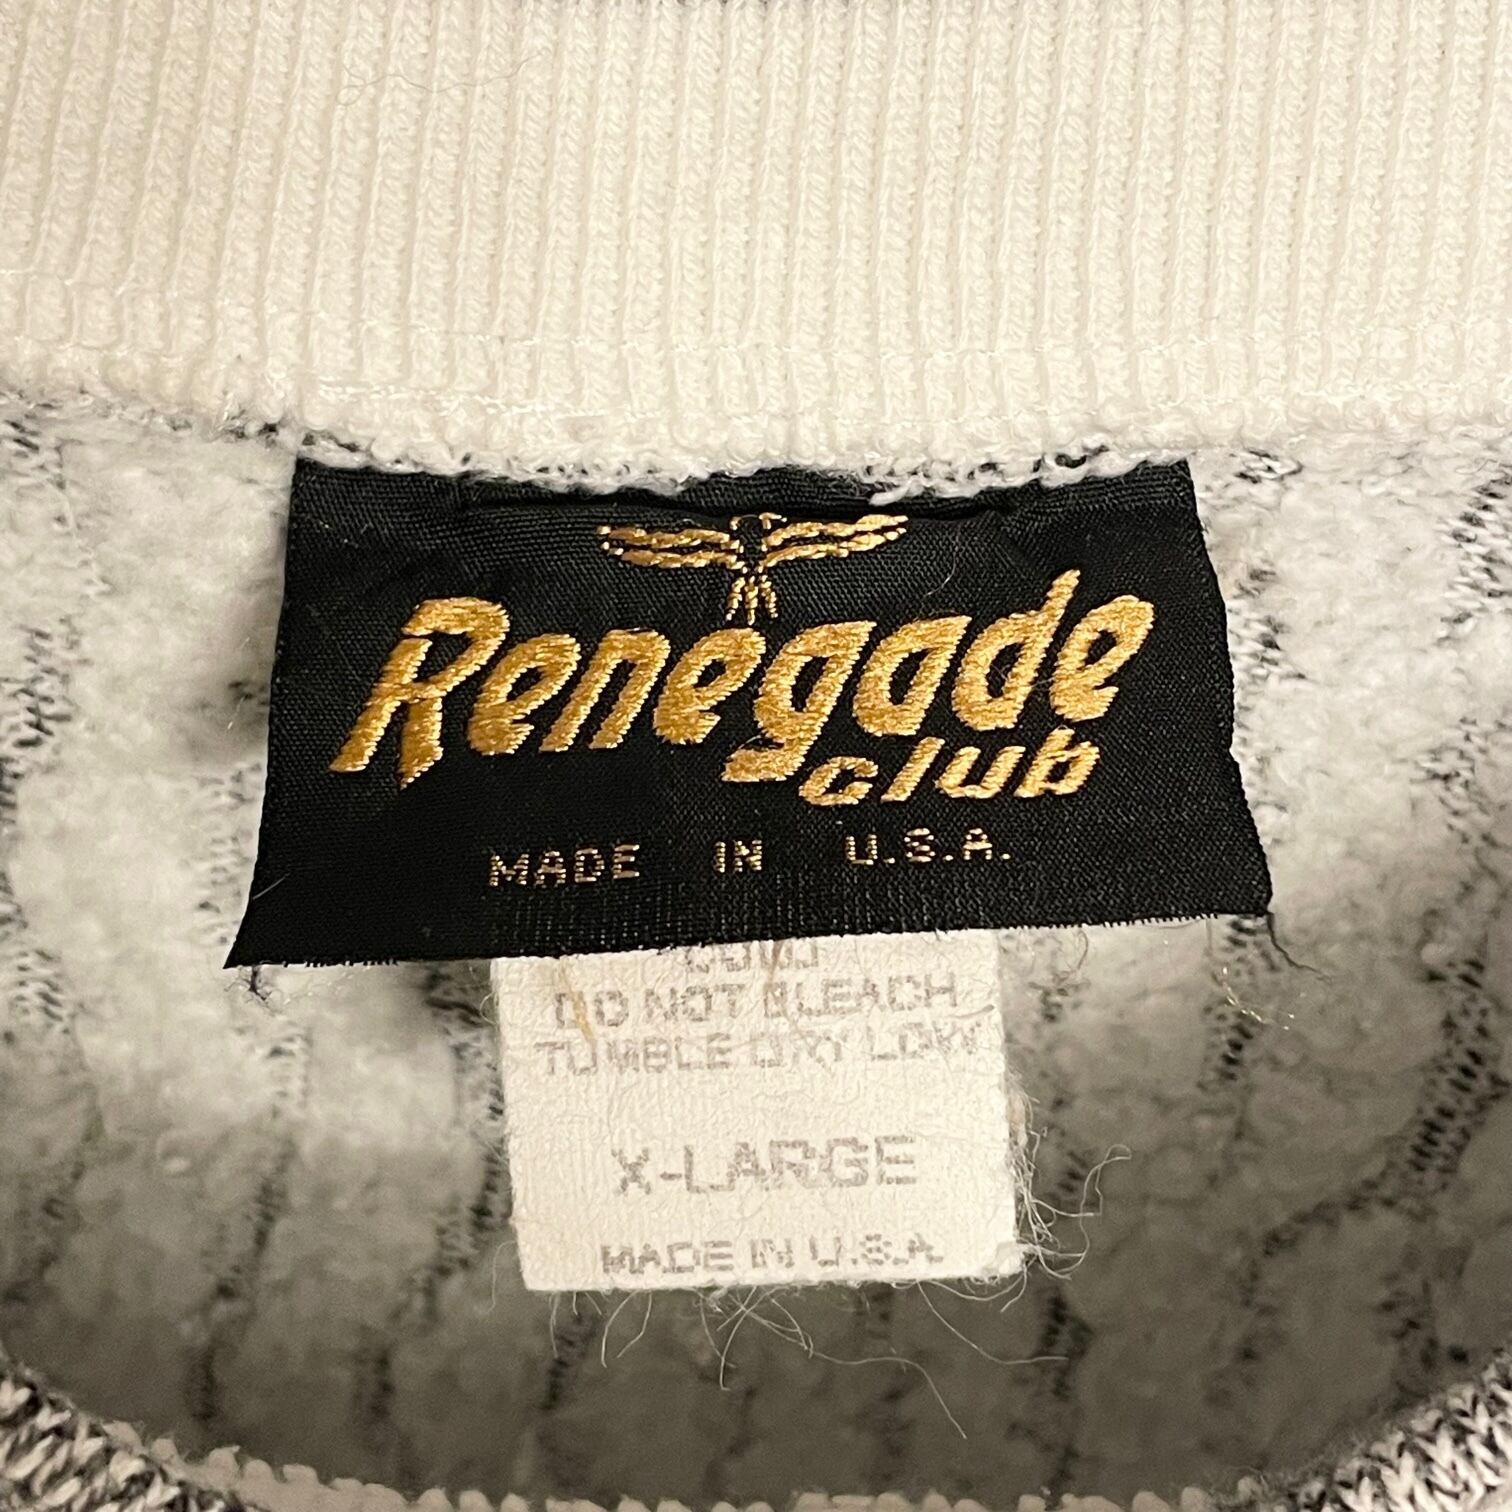 Renegade
club
MADE IN U.S.A.
DO NOT BLEACH
TUMBLE DRY LOW
X-LARGE
MADE IN U.S.A.